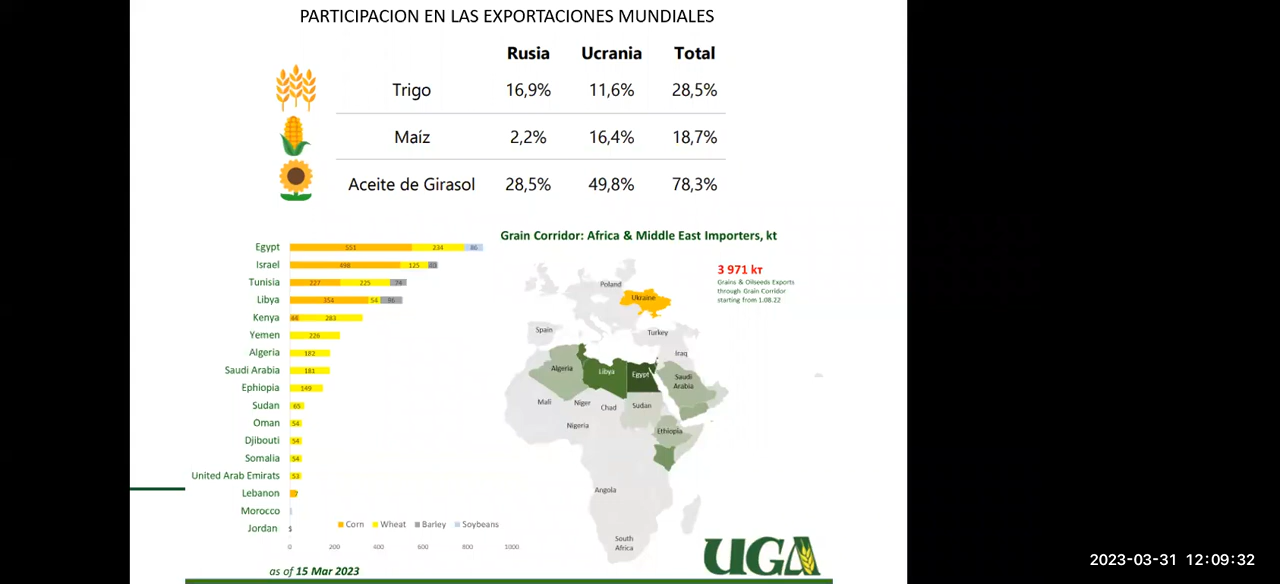 PARTICIPACION EN LAS EXPORTACIONES MUNDIALES
Rusia Ucrania Total
Trigo 16,9% 11,6% 28,5%
Maíz 2,2% 16,4% 18,7%
Aceite de Girasol 28,5% 49,8% 78,3%
Grain Corridor: Africa & Middle East Importers, kt
Egypt 551 234 86
Israel 498 125
Tunisia 227 225 74
Libya 354 54 96
Kenya 283
Yemen 226
Algeria 182
Saudi Arabia 181
Ephiopia 149
Sudan 65
Oman 54
Djibouti 54
Somalia 54
United Arab Emirats 53
Lebanon 7
Morocco
Jordan
Corn Wheat Barley Soybeans
0 200 400 600 800 1000
as of 15 Mar 2023
3 971 кт
Grains & Oilseeds Exports
through Grain Corridor
starting from 1.08.22
Poland
Ukraine
Spain
Turkey
Iraq
Algeria
Libya
Egypt
Saudi
Arabia
Mali
Niger
Chad
Sudan
Nigeria
Ethiopia
Angola
South
Africa
UGA
2023-03-31 12:09:32